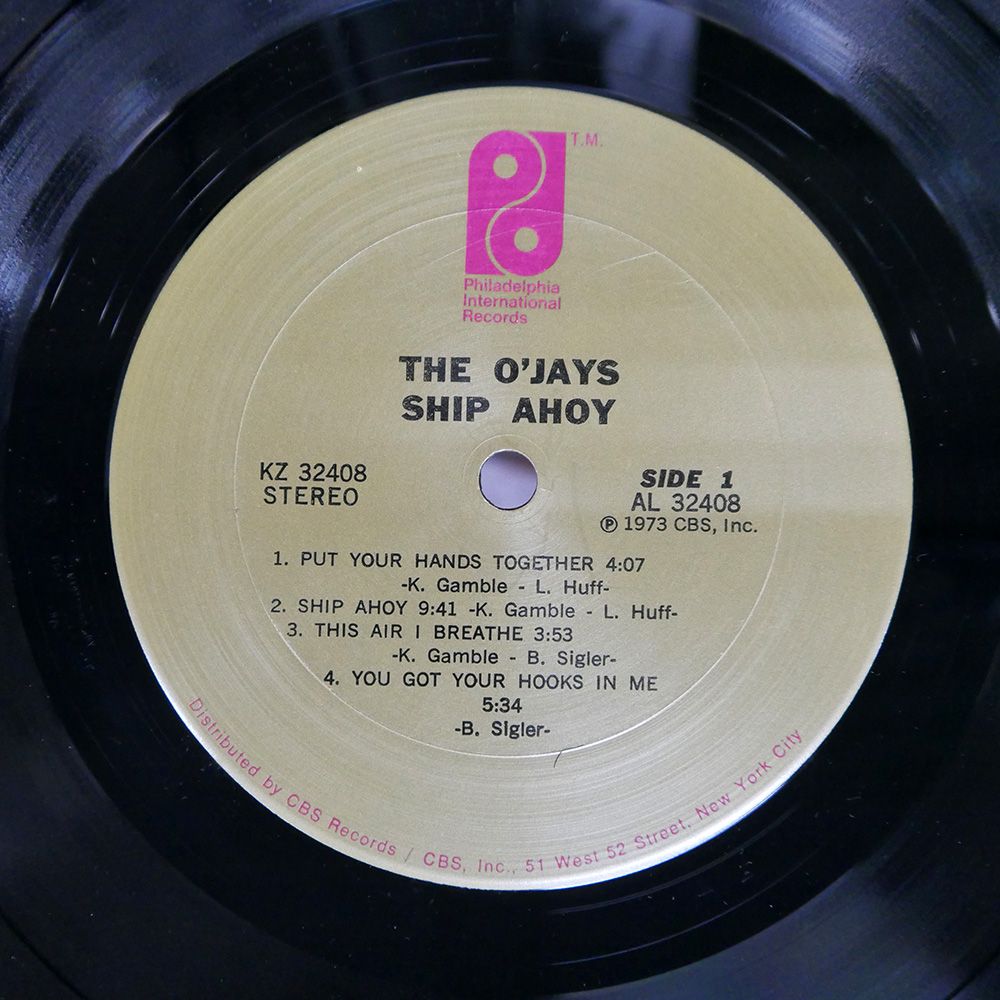 T.M.
Philadelphia
International
Records
THE O'JAYS
SHIP AHOY
KZ 32408
STEREO
SIDE 1
AL 32408
℗ 1973 CBS, Inc.
1. PUT YOUR HANDS TOGETHER 4:07
-K. Gamble - L. Huff-
2. SHIP AHOY 9:41 -K. Gamble - L. Huff-
3. THIS AIR I BREATHE 3:53
-K. Gamble - B. Sigler-
4. YOU GOT YOUR HOOKS IN ME
5:34
-B. Sigler-
Distributed by CBS Records / CBS, Inc., 51 West 52 Street, New York City